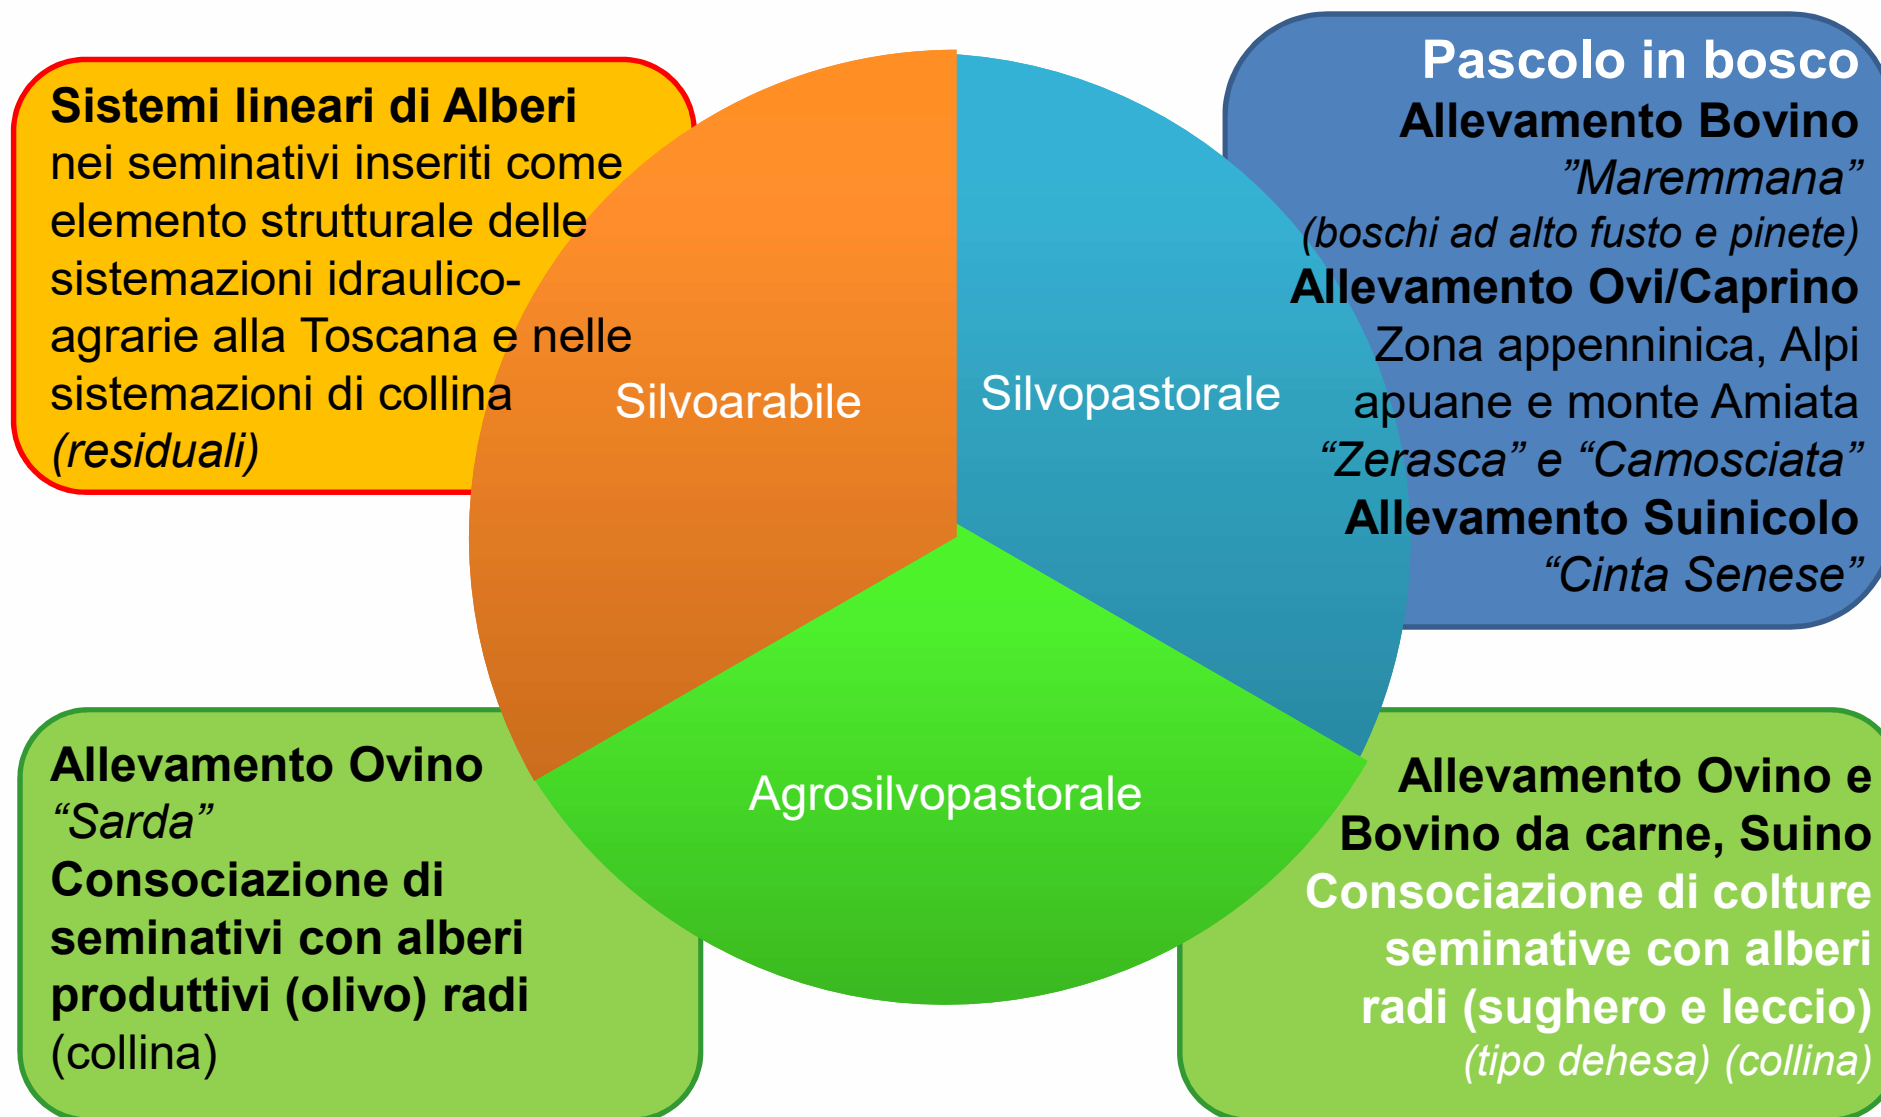 Sistemi lineari di Alberi
nei seminativi inseriti come
elemento strutturale delle
sistemazioni idraulico-
agrarie alla Toscana e nelle
sistemazioni di collina
(residuali)
Silvoarabile
Silvopastorale
Pascolo in bosco
Allevamento Bovino
”Maremmana”
(boschi ad alto fusto e pinete)
Allevamento Ovi/Caprino
Zona appenninica, Alpi
apuane e monte Amiata
“Zerasca” e “Camosciata”
Allevamento Suinicolo
“Cinta Senese”
Agrosilvopastorale
Allevamento Ovino
“Sarda”
Consociazione di
seminativi con alberi
produttivi (olivo) radi
(collina)
Allevamento Ovino e
Bovino da carne, Suino
Consociazione di colture
seminative con alberi
radi (sughero e leccio)
(tipo dehesa) (collina)